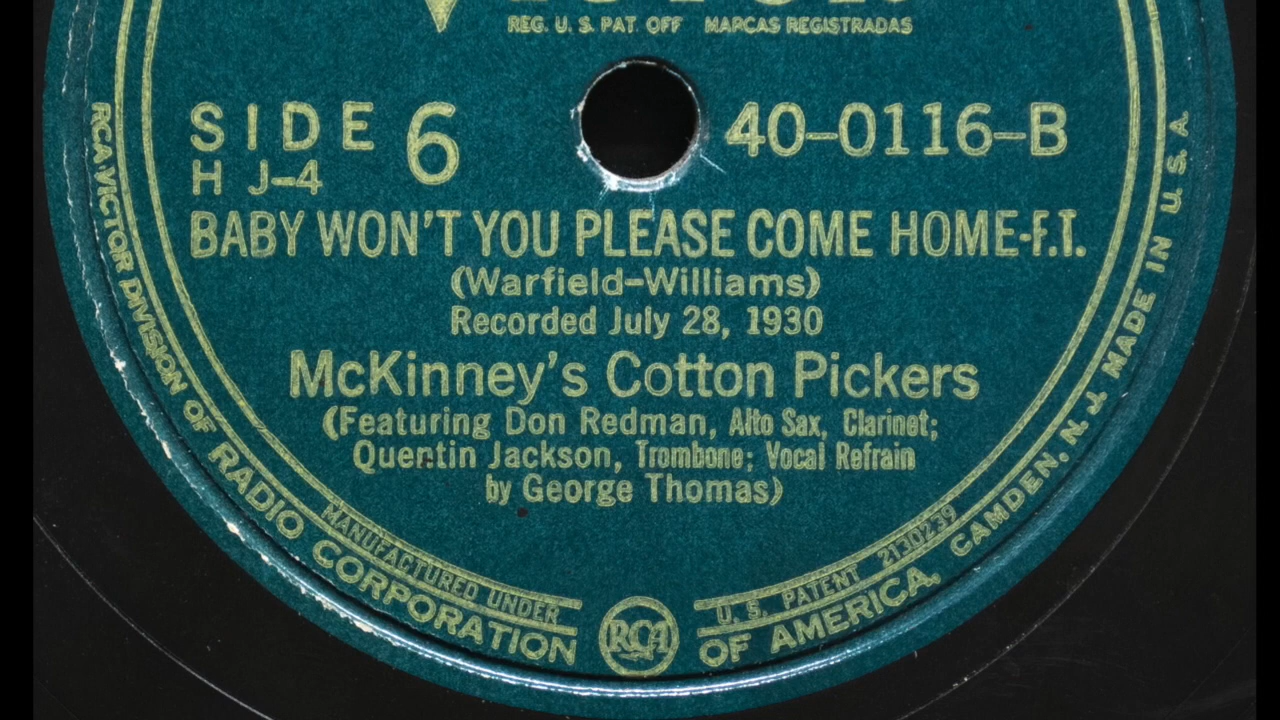 REG. U. S. PAT. OFF MARCAS REGISTRADAS
SIDE 6 40-0116-B
H J-4
BABY WON'T YOU PLEASE COME HOME-F.T.
(Warfield-Williams)
Recorded July 28, 1930
McKinney's Cotton Pickers
(Featuring Don Redman, Alto Sax, Clarinet;
Quentin Jackson, Trombone; Vocal Refrain
by George Thomas)
MANUFACTURED UNDER U. S. PATENT 2130239
RCA VICTOR DIVISION OF RADIO CORPORATION OF AMERICA, CAMDEN, N. J. MADE IN U. S. A.
RCA